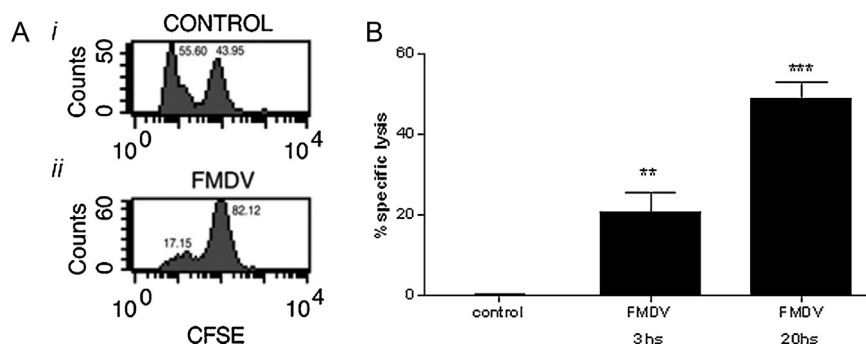 A
i
CONTROL
50
55.60 43.95
Counts
0
10^0
10^4
ii
FMDV
60
82.12
17.15
Counts
0
10^0
10^4
CFSE
B
60
40
20
0
% specific lysis
**
***
control
FMDV
3hs
FMDV
20hs